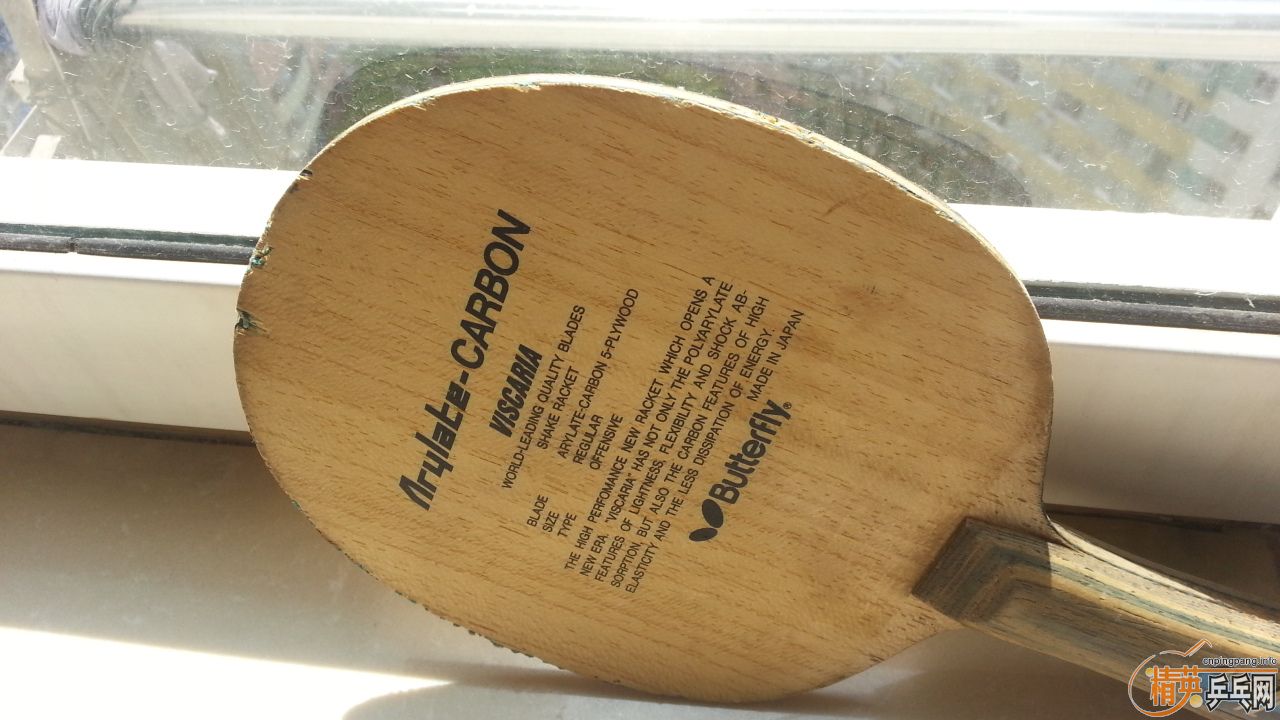 Arylate-CARBON
VISCARIA
WORLD-LEADING QUALITY BLADES
SHAKE RACKET
BLADE ARYLATE-CARBON 5-PLYWOOD
SIZE REGULAR
TYPE OFFENSIVE
THE HIGH PERFOMANCE NEW RACKET WHICH OPENS A
NEW ERA. "VISCARIA" HAS NOT ONLY THE POLYARYLATE
FEATURES OF LIGHTNESS, FLEXIBILITY AND SHOCK AB-
SORPTION, BUT ALSO THE CARBON FEATURES OF HIGH
ELASTICITY AND THE LESS DISSIPATION OF ENERGY.
MADE IN JAPAN
Butterfly®
cnpingpang.info
精英乒乓网